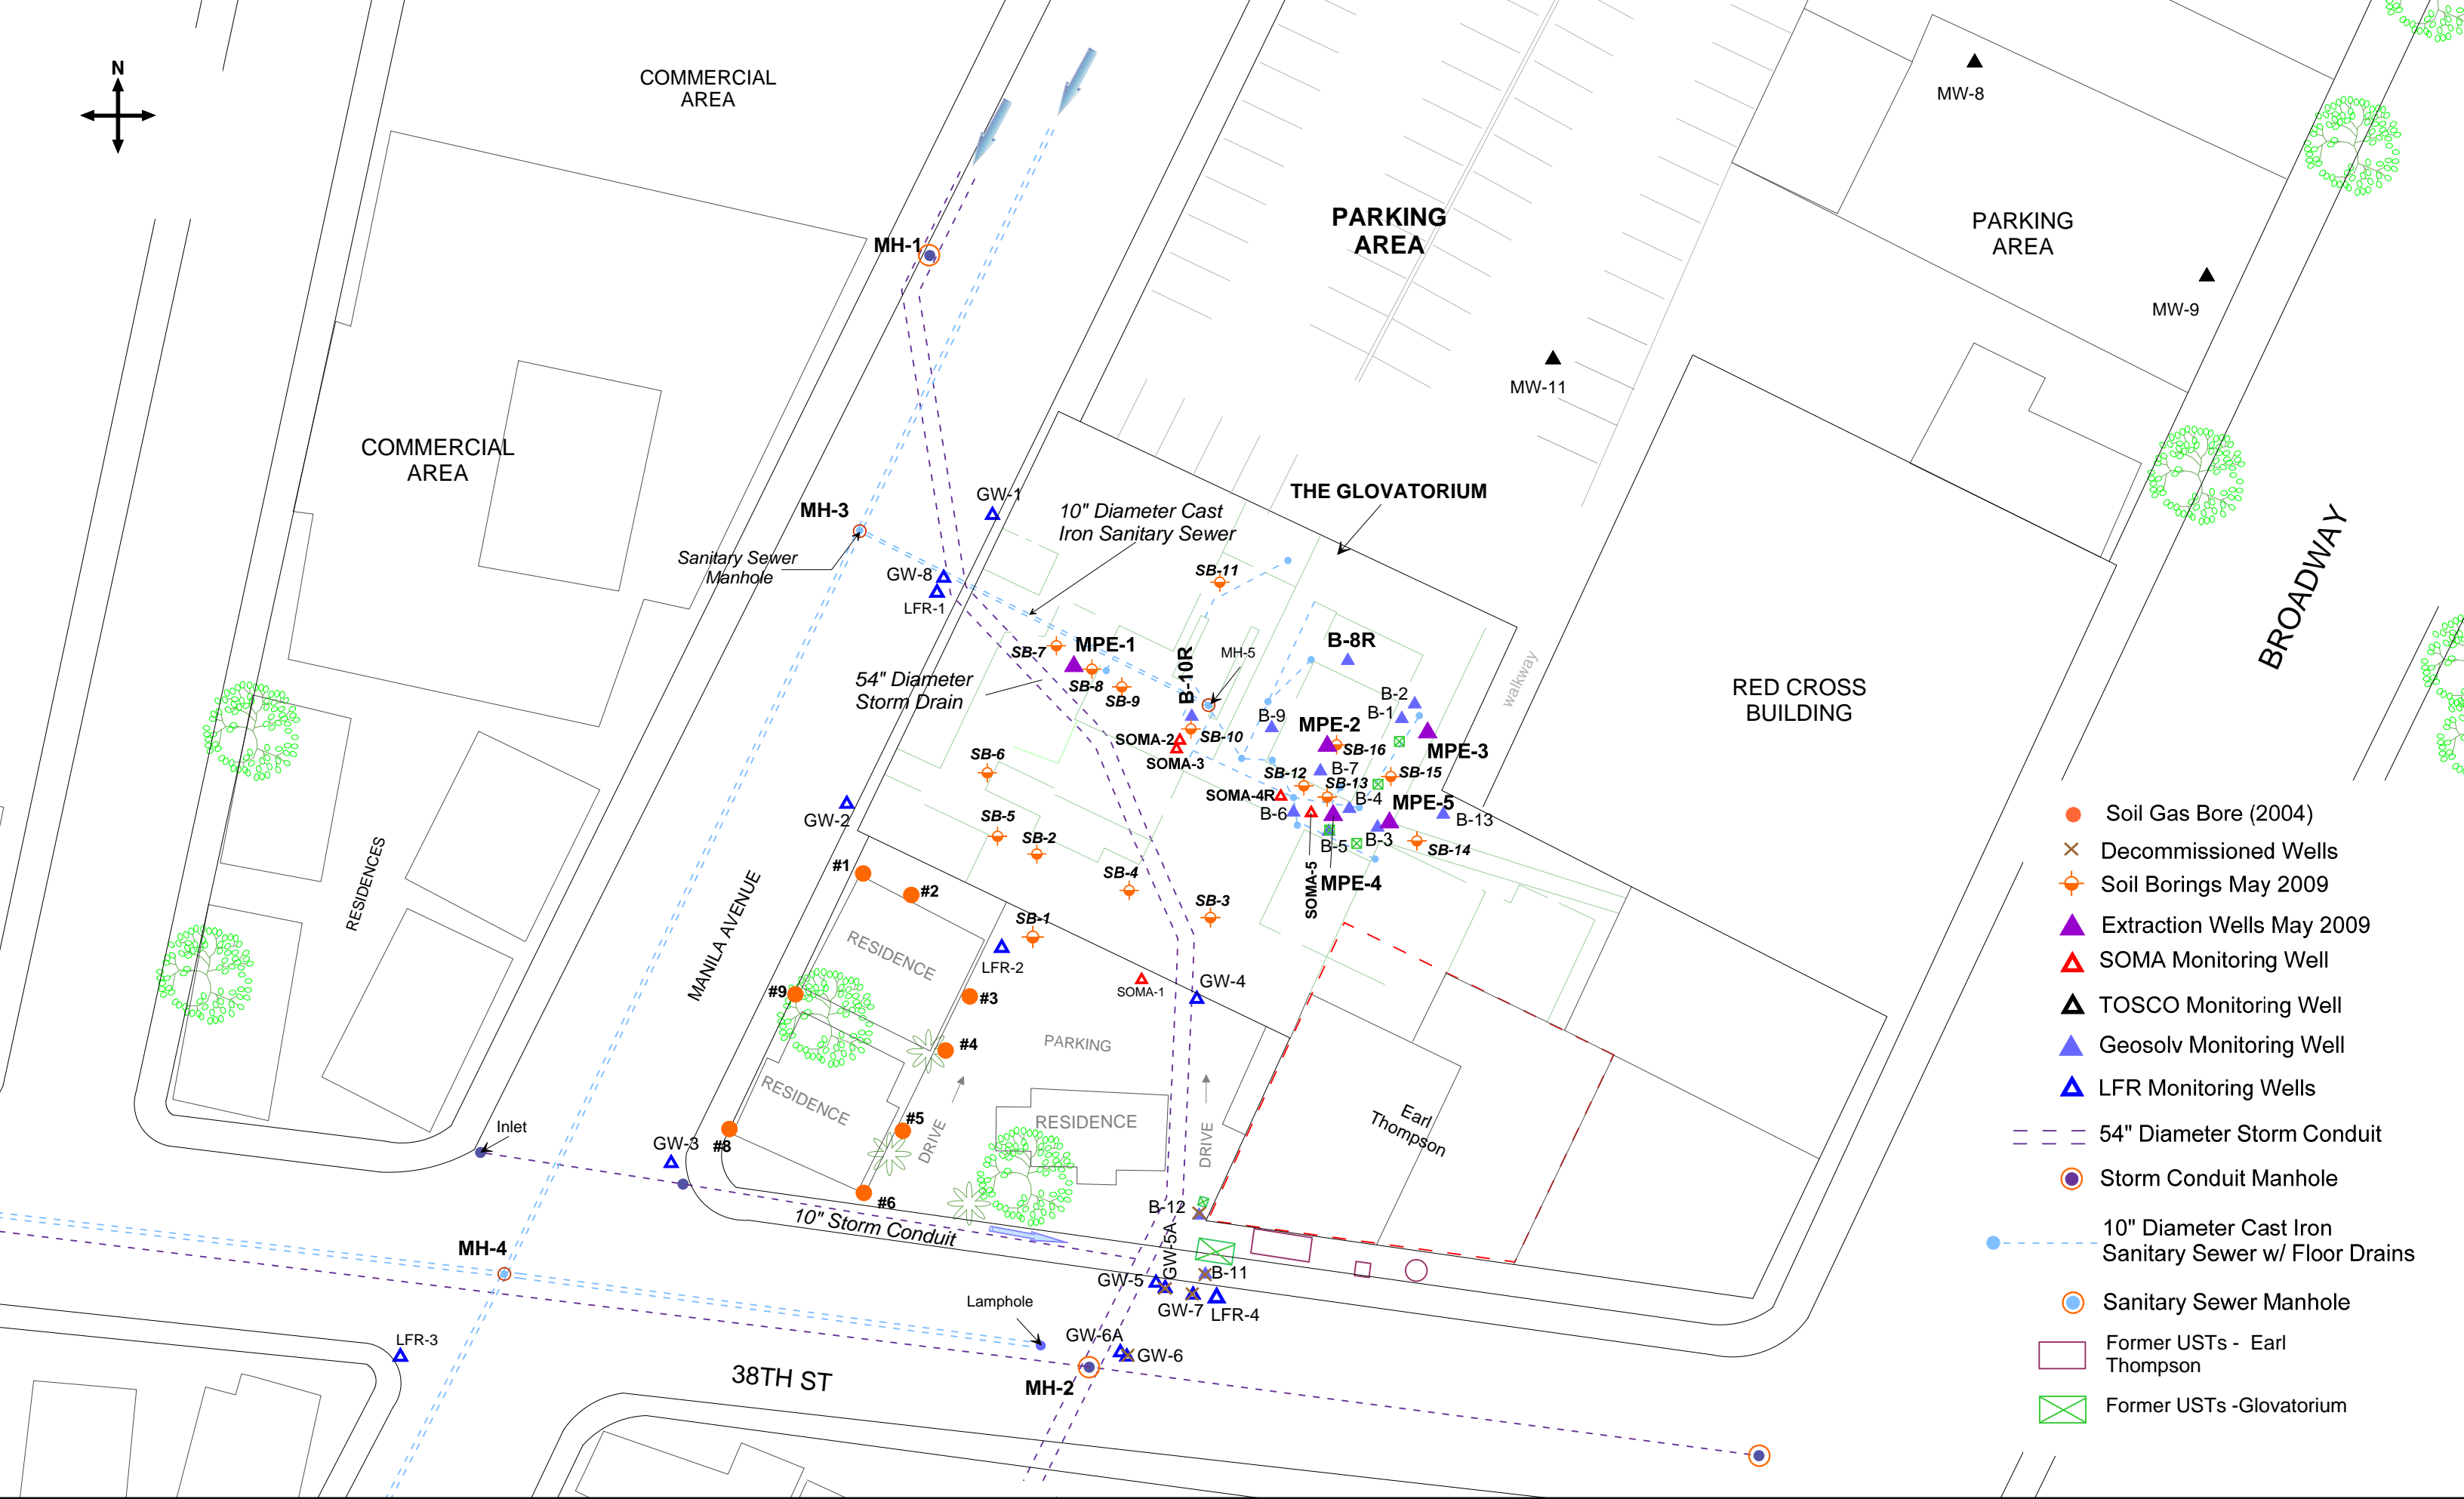 N
COMMERCIAL
AREA
MW-8
PARKING
AREA
PARKING
AREA
MH-1
MW-9
MW-11
COMMERCIAL
AREA
THE GLOVATORIUM
GW-1
MH-3
10" Diameter Cast
Iron Sanitary Sewer
Sanitary Sewer
Manhole
GW-8
LFR-1
SB-11
BROADWAY
walkway
SB-7
MPE-1
B-10R
MH-5
B-8R
SB-8
SB-9
54" Diameter
Storm Drain
RED CROSS
BUILDING
B-2
B-1
B-9
MPE-2
SOMA-2
SB-10
SB-16
MPE-3
SOMA-3
SB-6
SB-12
B-7
SB-15
SB-13
SOMA-4R
B-4
MPE-5
B-6
B-13
GW-2
SB-5
SB-2
B-5
B-3
SB-14
SB-4
SOMA-5
MPE-4
#1
#2
SB-3
SB-1
RESIDENCES
MANILA AVENUE
RESIDENCE
LFR-2
#9
#3
SOMA-1
GW-4
#4
PARKING
RESIDENCE
DRIVE
RESIDENCE
DRIVE
Earl
Thompson
Inlet
GW-3
#8
#5
#6
B-12
10" Storm Conduit
GW-5A
MH-4
GW-5
B-11
GW-7
LFR-4
Lamphole
GW-6A
GW-6
LFR-3
38TH ST
MH-2
Soil Gas Bore (2004)
Decommissioned Wells
Soil Borings May 2009
Extraction Wells May 2009
SOMA Monitoring Well
TOSCO Monitoring Well
Geosolv Monitoring Well
LFR Monitoring Wells
54" Diameter Storm Conduit
Storm Conduit Manhole
10" Diameter Cast Iron
Sanitary Sewer w/ Floor Drains
Sanitary Sewer Manhole
Former USTs - Earl
Thompson
Former USTs -Glovatorium